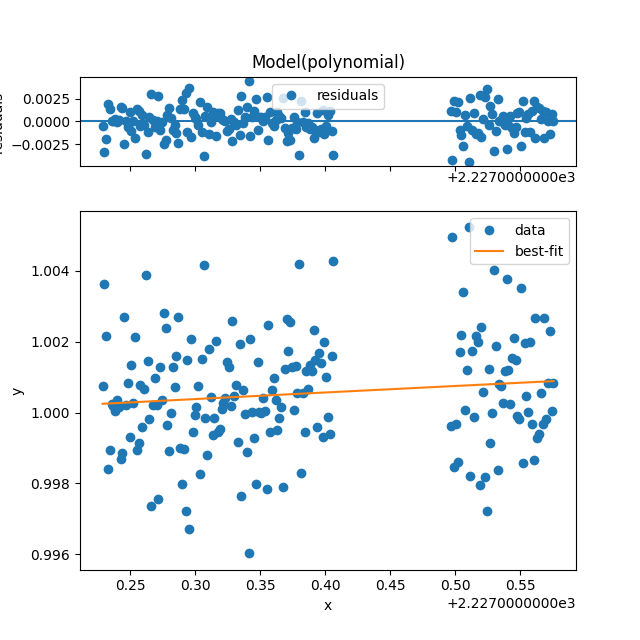 Model(polynomial)
residuals
0.0025
0.0000
−0.0025
+2.2270000000e3
data
best-fit
1.004
1.002
1.000
0.998
0.996
y
0.25 0.30 0.35 0.40 0.45 0.50 0.55
x
+2.2270000000e3